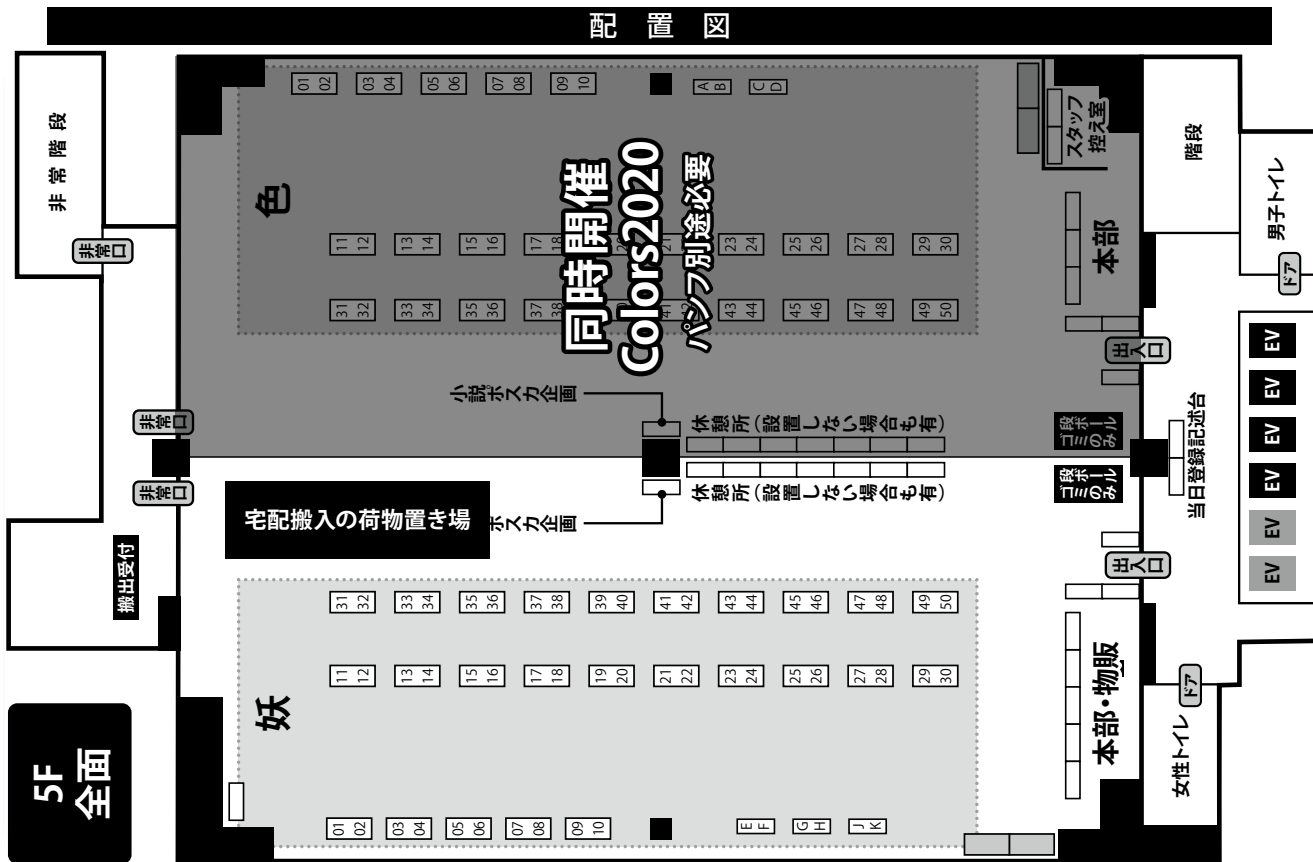 配置図
非常階段
非常口
01 02
03 04
05 06
07 08
09 10
A B
C D
スタッフ
控え室
階段
男子トイレ
ドア
色
同時開催
Colors2020
パンフ別途必要
11 12
13 14
15 16
17 18
23 24
25 26
27 28
29 30
31 32
33 34
35 36
37 38
43 44
45 46
47 48
49 50
本部
出入口
EV
EV
EV
EV
EV
EV
小説ポスカ企画
休憩所(設置しない場合も有)
段ボール
ゴミのみ
非常口
非常口
休憩所(設置しない場合も有)
段ボール
ゴミのみ
当日登録記述台
宅配搬入の荷物置き場
ポスカ企画
搬出受付
出入口
31 32
33 34
35 36
37 38
39 40
41 42
43 44
45 46
47 48
49 50
11 12
13 14
15 16
17 18
19 20
21 22
23 24
25 26
27 28
29 30
妖
本部・物販
ドア
女性トイレ
5F
全面
01 02
03 04
05 06
07 08
09 10
E F
G H
J K